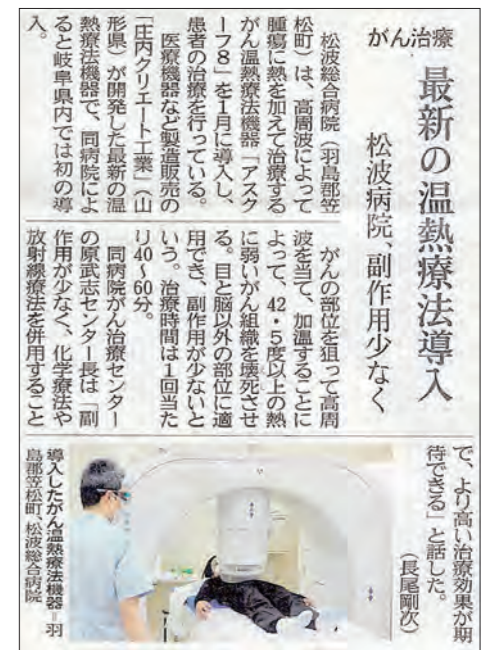 がん治療
最新の温熱療法導入
松波病院、副作用少なく
松波総合病院（羽島郡笠
松町）は、高周波によって
腫瘍に熱を加えて治療する
がん温熱療法機器「アスク
ーフ8」を1月に導入し、
患者の治療を行っている。
医療機器など製造販売の
「庄内クリエート工業」（山
形県）が開発した最新の温
熱療法機器で、同病院によ
ると岐阜県内では初の導
入。
がんの部位を狙って高周
波を当て、加温することに
よって、42・5度以上の熱
に弱いがん組織を壊死させ
る。目と脳以外の部位に適
用でき、副作用が少ないと
いう。治療時間は1回当た
り40～60分。
同病院がん治療センター
の原武志センター長は「副
作用が少なく、化学療法や
放射線療法を併用すること
で、より高い治療効果が期
待できる」と話した。
（長尾剛次）
導入したがん温熱療法機器＝羽
島郡笠松町、松波総合病院